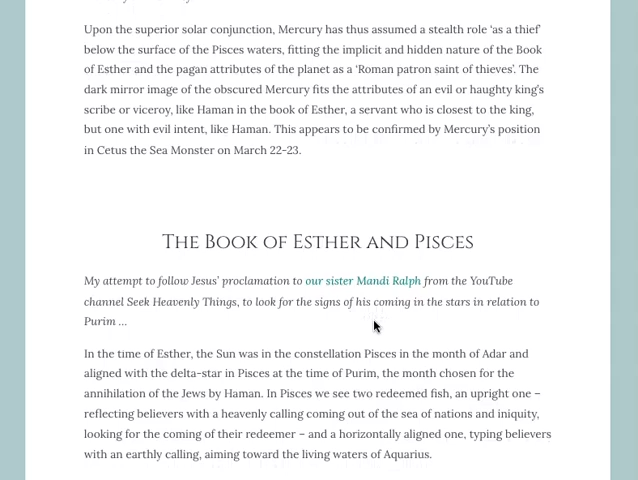 Upon the superior solar conjunction, Mercury has thus assumed a stealth role ‘as a thief’
below the surface of the Pisces waters, fitting the implicit and hidden nature of the Book
of Esther and the pagan attributes of the planet as a ‘Roman patron saint of thieves’. The
dark mirror image of the obscured Mercury fits the attributes of an evil or haughty king’s
scribe or viceroy, like Haman in the book of Esther, a servant who is closest to the king,
but one with evil intent, like Haman. This appears to be confirmed by Mercury’s position
in Cetus the Sea Monster on March 22-23.
The Book of Esther and Pisces
My attempt to follow Jesus’ proclamation to our sister Mandi Ralph from the YouTube
channel Seek Heavenly Things, to look for the signs of his coming in the stars in relation to
Purim …
In the time of Esther, the Sun was in the constellation Pisces in the month of Adar and
aligned with the delta-star in Pisces at the time of Purim, the month chosen for the
annihilation of the Jews by Haman. In Pisces we see two redeemed fish, an upright one –
reflecting believers with a heavenly calling coming out of the sea of nations and iniquity,
looking for the coming of their redeemer – and a horizontally aligned one, typing believers
with an earthly calling, aiming toward the living waters of Aquarius.